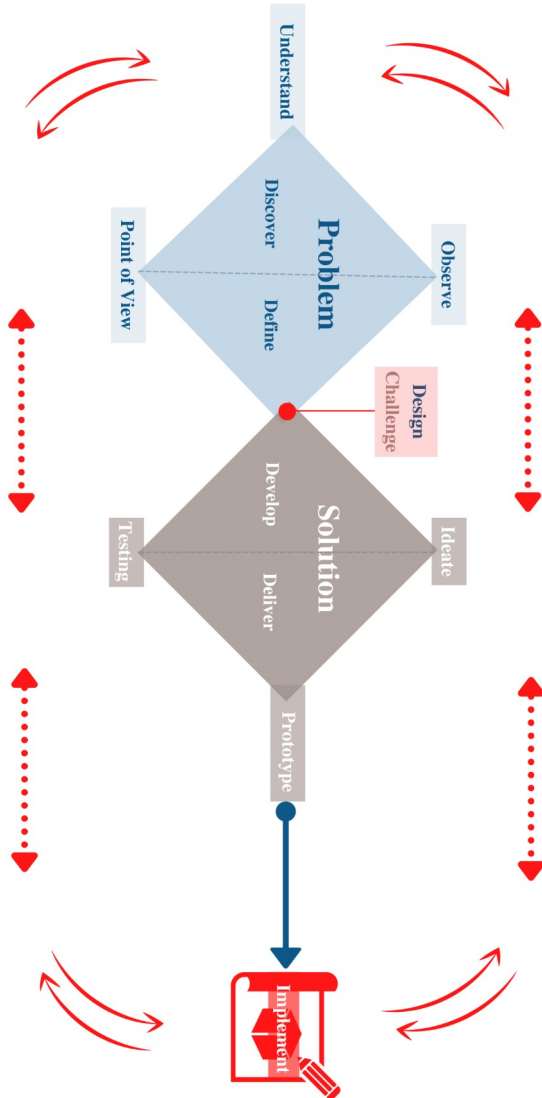 Understand
Observe
Problem
Discover
Define
Point of View
Design
Challenge
Ideate
Solution
Develop
Deliver
Testing
Prototype
Implement